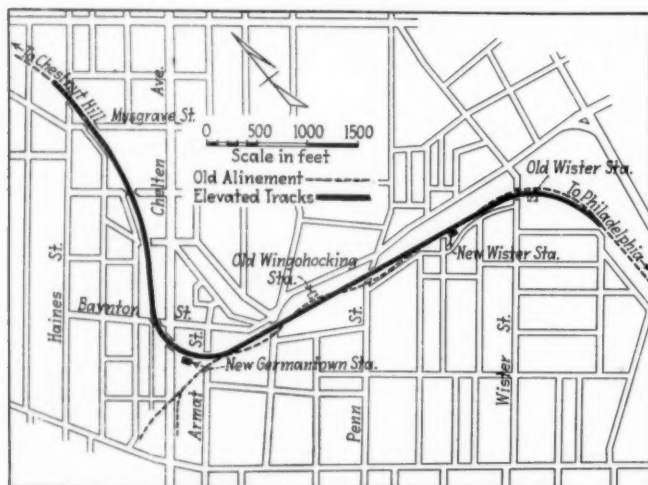 To Chestnut Hill
Ave.
Musgrave St.
0 500 1000 1500
Scale in feet
Old Alinement
Elevated Tracks
Chelten
Old Wister Sta.
To Philadelphia
Old Wingohocking
Sta.
New Wister Sta.
Haines St.
Baynton St.
New Germantown Sta.
Armat St.
Penn St.
Wister St.